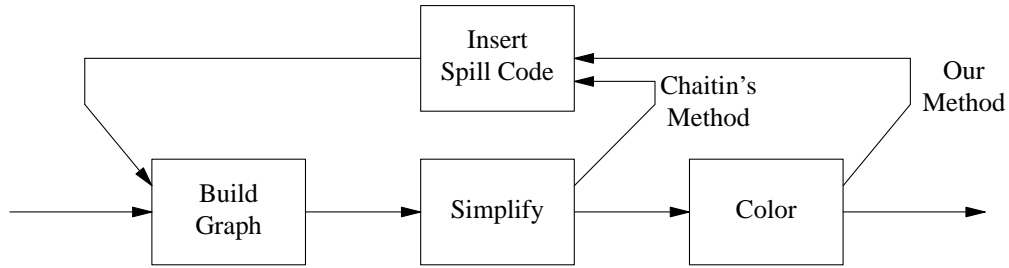 Insert
Spill Code
Chaitin's
Method
Our
Method
Build
Graph
Simplify
Color